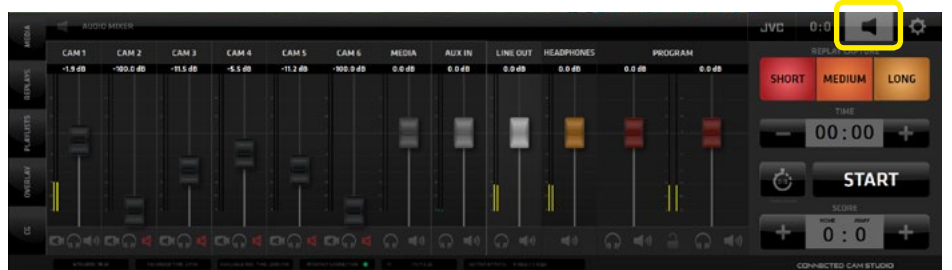 AUDIO MIXER
JVC 0:0
MEDIA
REPLAYS
PLAYLISTS
OVERLAY
CG
CAM 1 CAM 2 CAM 3 CAM 4 CAM 5 CAM 6 MEDIA AUX IN LINE OUT HEADPHONES PROGRAM
-1.9 dB -100.0 dB -11.5 dB -5.5 dB -11.2 dB -100.0 dB 0.0 dB 0.0 dB 0.0 dB 0.0 dB 0.0 dB 0.0 dB
REPLAY CAPTURE
SHORT MEDIUM LONG
TIME
- 00:00 +
START
SCORE
HOME AWAY
+ 0 : 0 +
CONNECTED CAM STUDIO